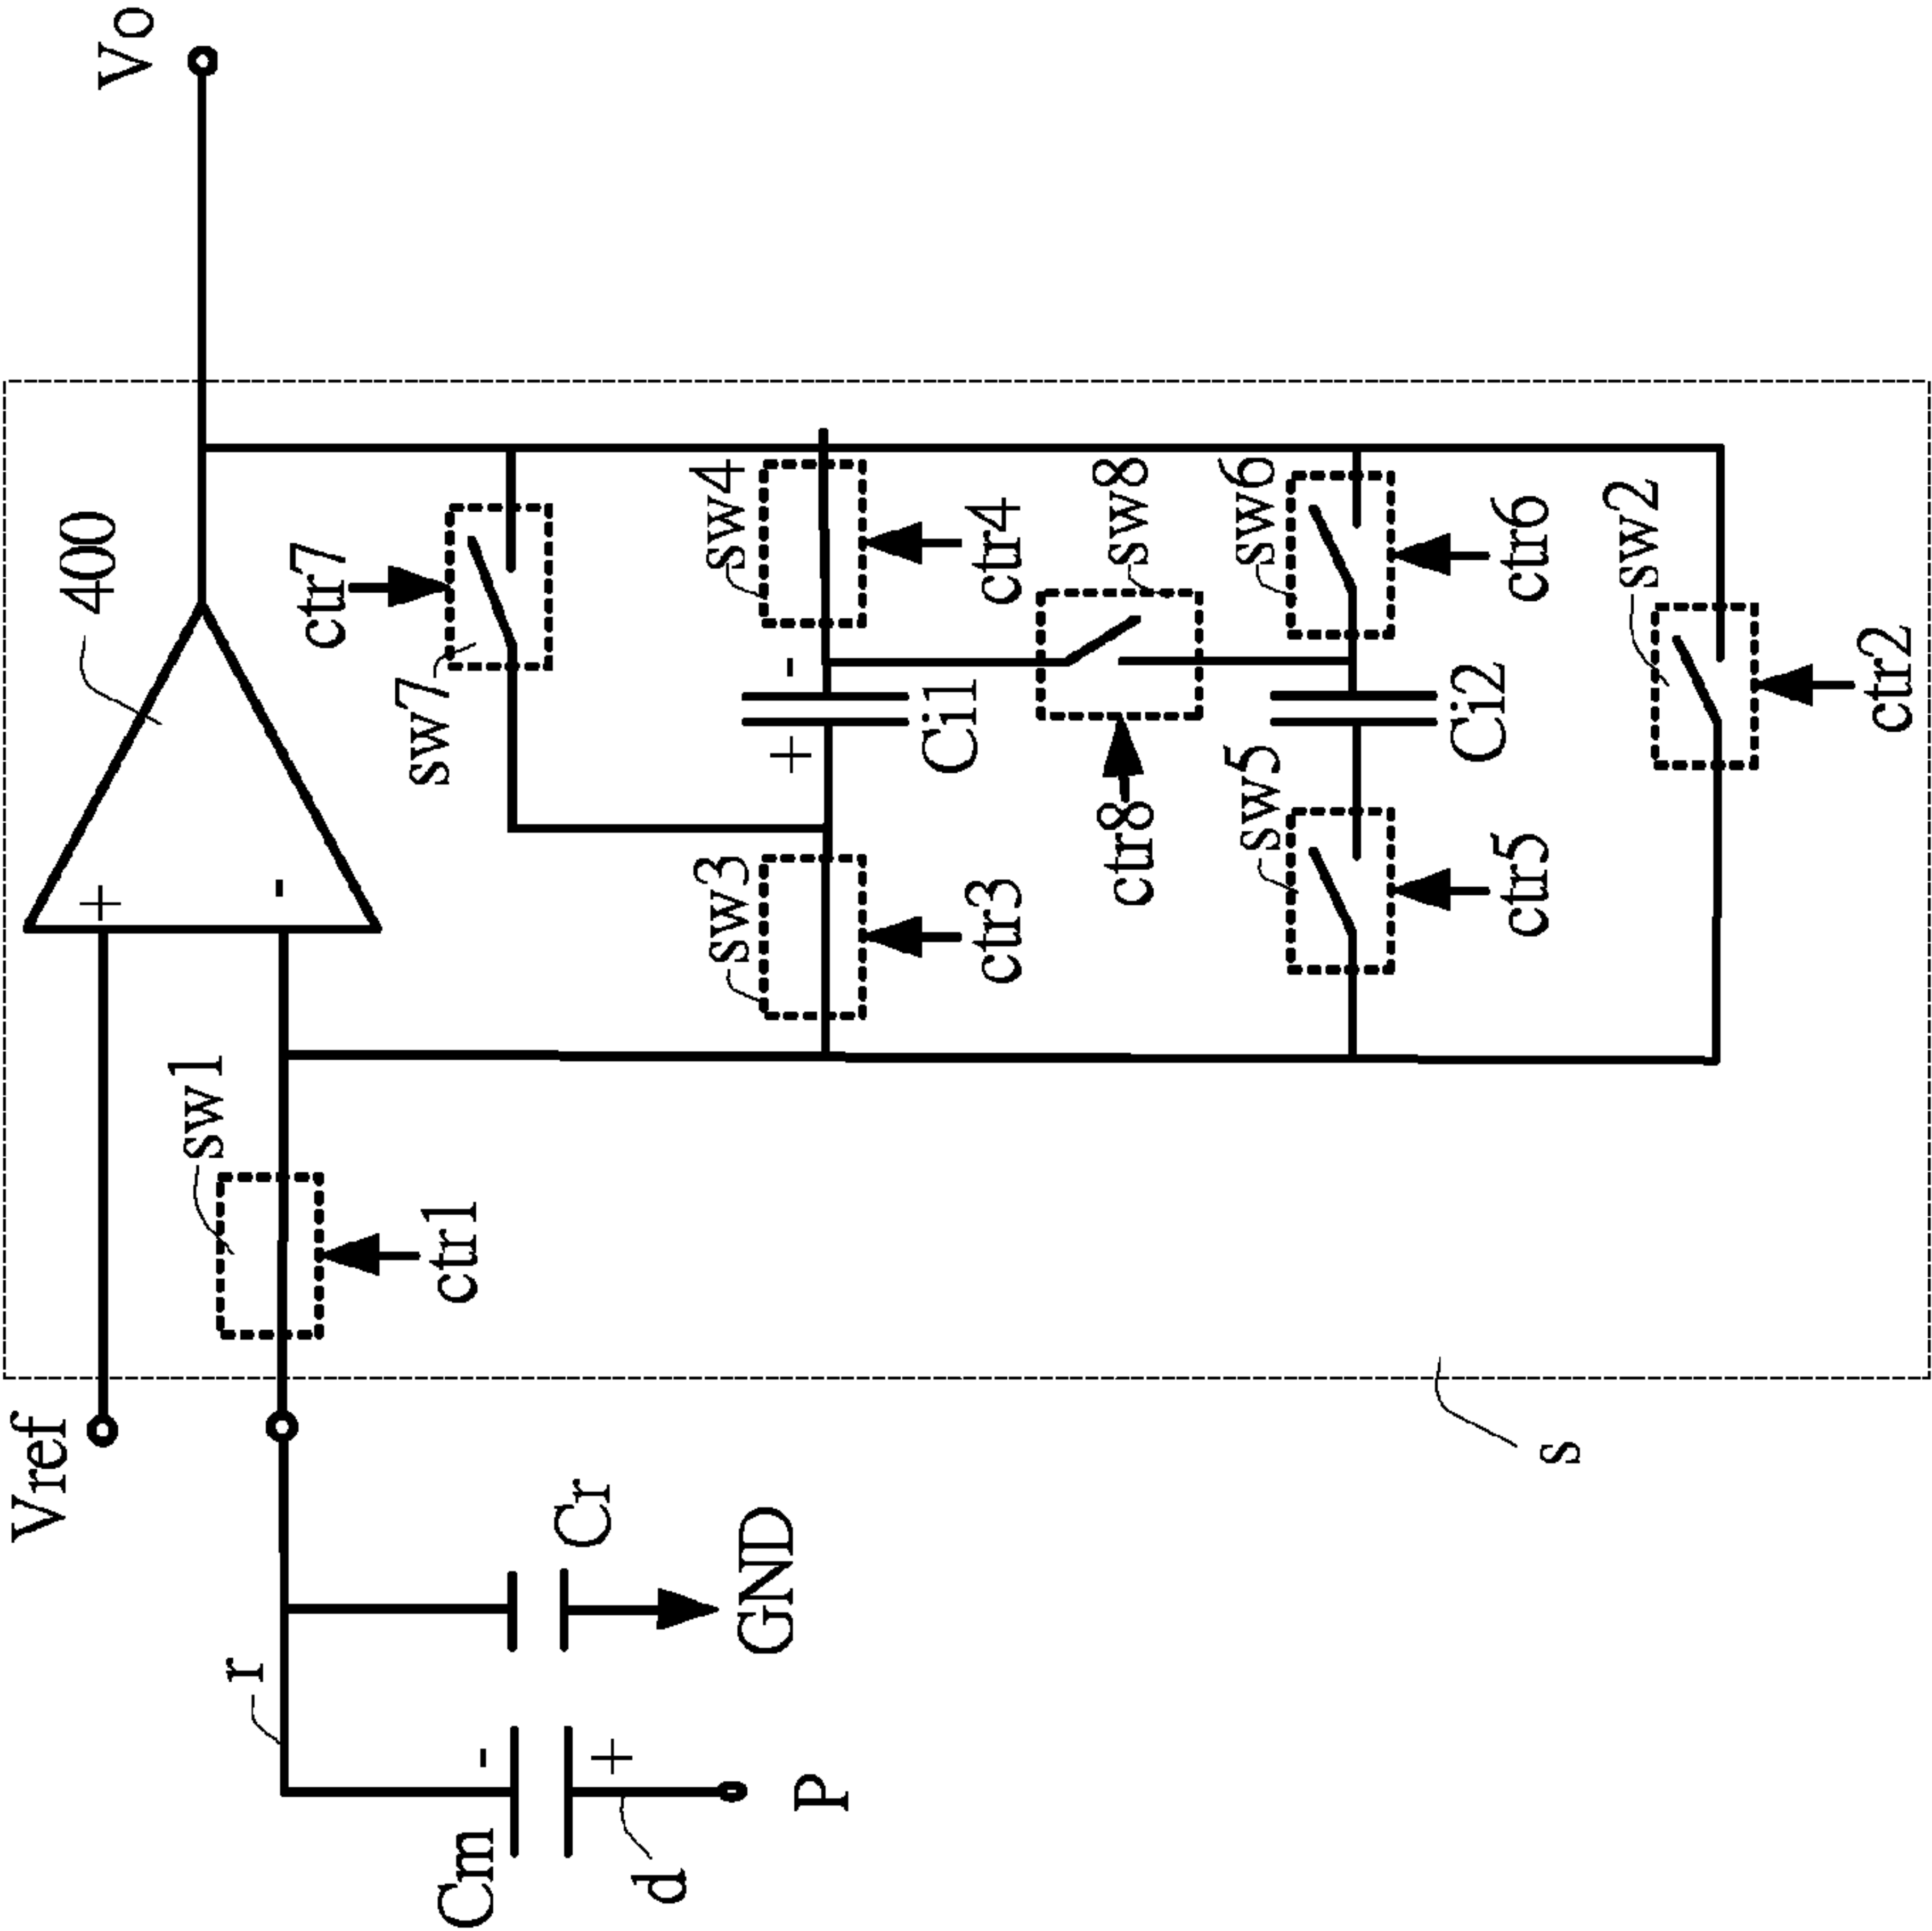 Vref
400
+
-
Vo
sw1
ctr1
ctr7
sw7
r
Cm
-
+
d
P
Cr
GND
sw3
ctr3
+
-
Ci1
sw4
ctr4
sw8
ctr8
sw5
ctr5
Ci2
sw6
ctr6
sw2
ctr2
s